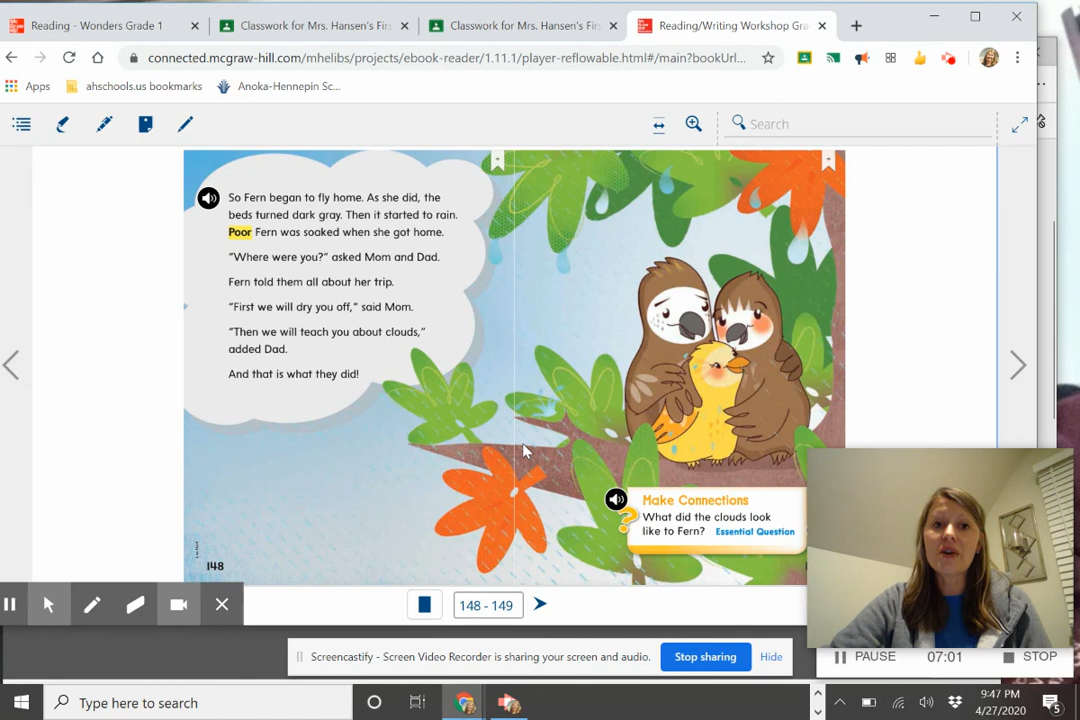 Reading - Wonders Grade 1
Classwork for Mrs. Hansen's Firs
Classwork for Mrs. Hansen's Firs
Reading/Writing Workshop Gra
connected.mcgraw-hill.com/mhelibs/projects/ebook-reader/1.11.1/player-reflowable.html#/main?bookUrl...
Apps
ahschools.us bookmarks
Anoka-Hennepin Sc...
Search
So Fern began to fly home. As she did, the
beds turned dark gray. Then it started to rain.
Poor Fern was soaked when she got home.
"Where were you?" asked Mom and Dad.
Fern told them all about her trip.
"First we will dry you off," said Mom.
"Then we will teach you about clouds,"
added Dad.
And that is what they did!
Make Connections
What did the clouds look
like to Fern? Essential Question
148
148 - 149
Screencastify - Screen Video Recorder is sharing your screen and audio.
Stop sharing
Hide
PAUSE
07:01
STOP
Type here to search
9:47 PM
4/27/2020
5